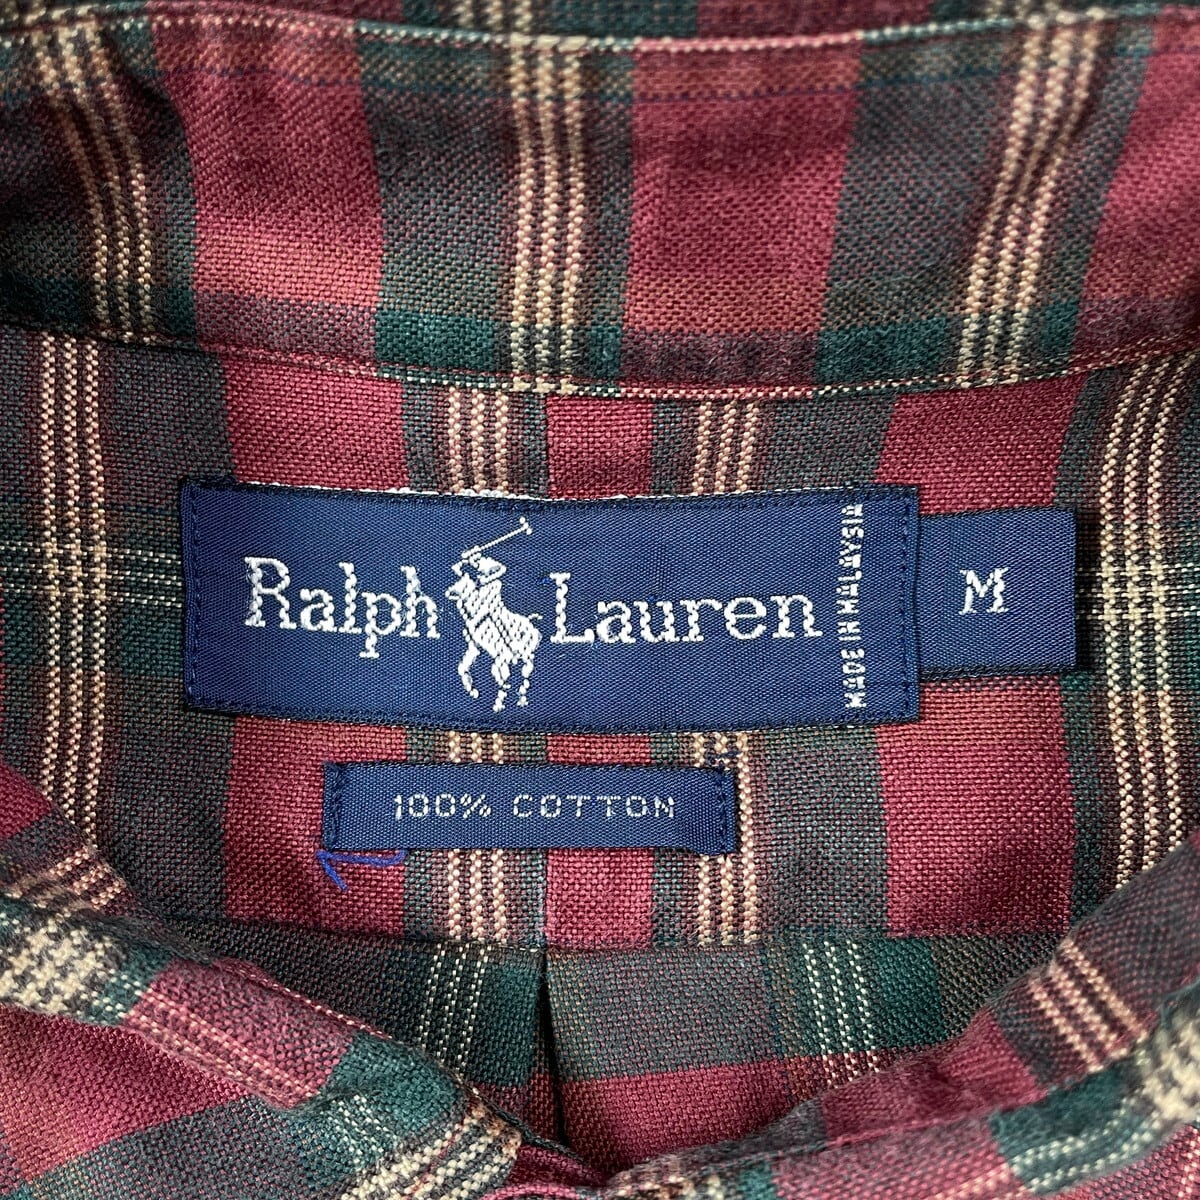 Ralph Lauren
MADE IN MALAYSIA
M
100% COTTON